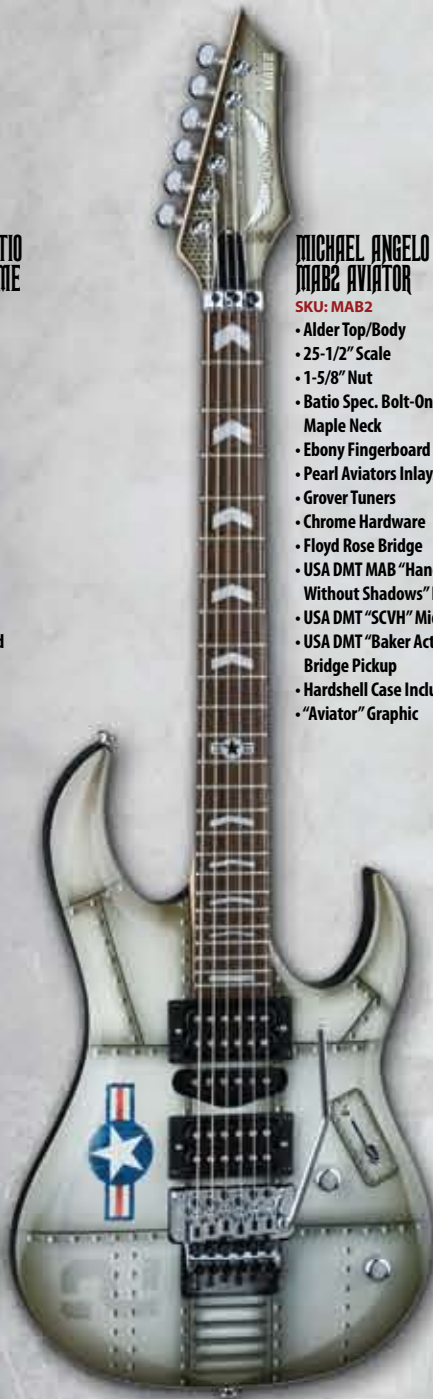 TIO
ME
d
MICHAEL ANGELO
MAB2 AVIATOR
SKU: MAB2
• Alder Top/Body
• 25-1/2" Scale
• 1-5/8" Nut
• Batio Spec. Bolt-On
Maple Neck
• Ebony Fingerboard
• Pearl Aviators Inlay
• Grover Tuners
• Chrome Hardware
• Floyd Rose Bridge
• USA DMT MAB "Han
Without Shadows"
• USA DMT "SCVH" Mi
• USA DMT "Baker Act
Bridge Pickup
• Hardshell Case Inclu
• "Aviator" Graphic